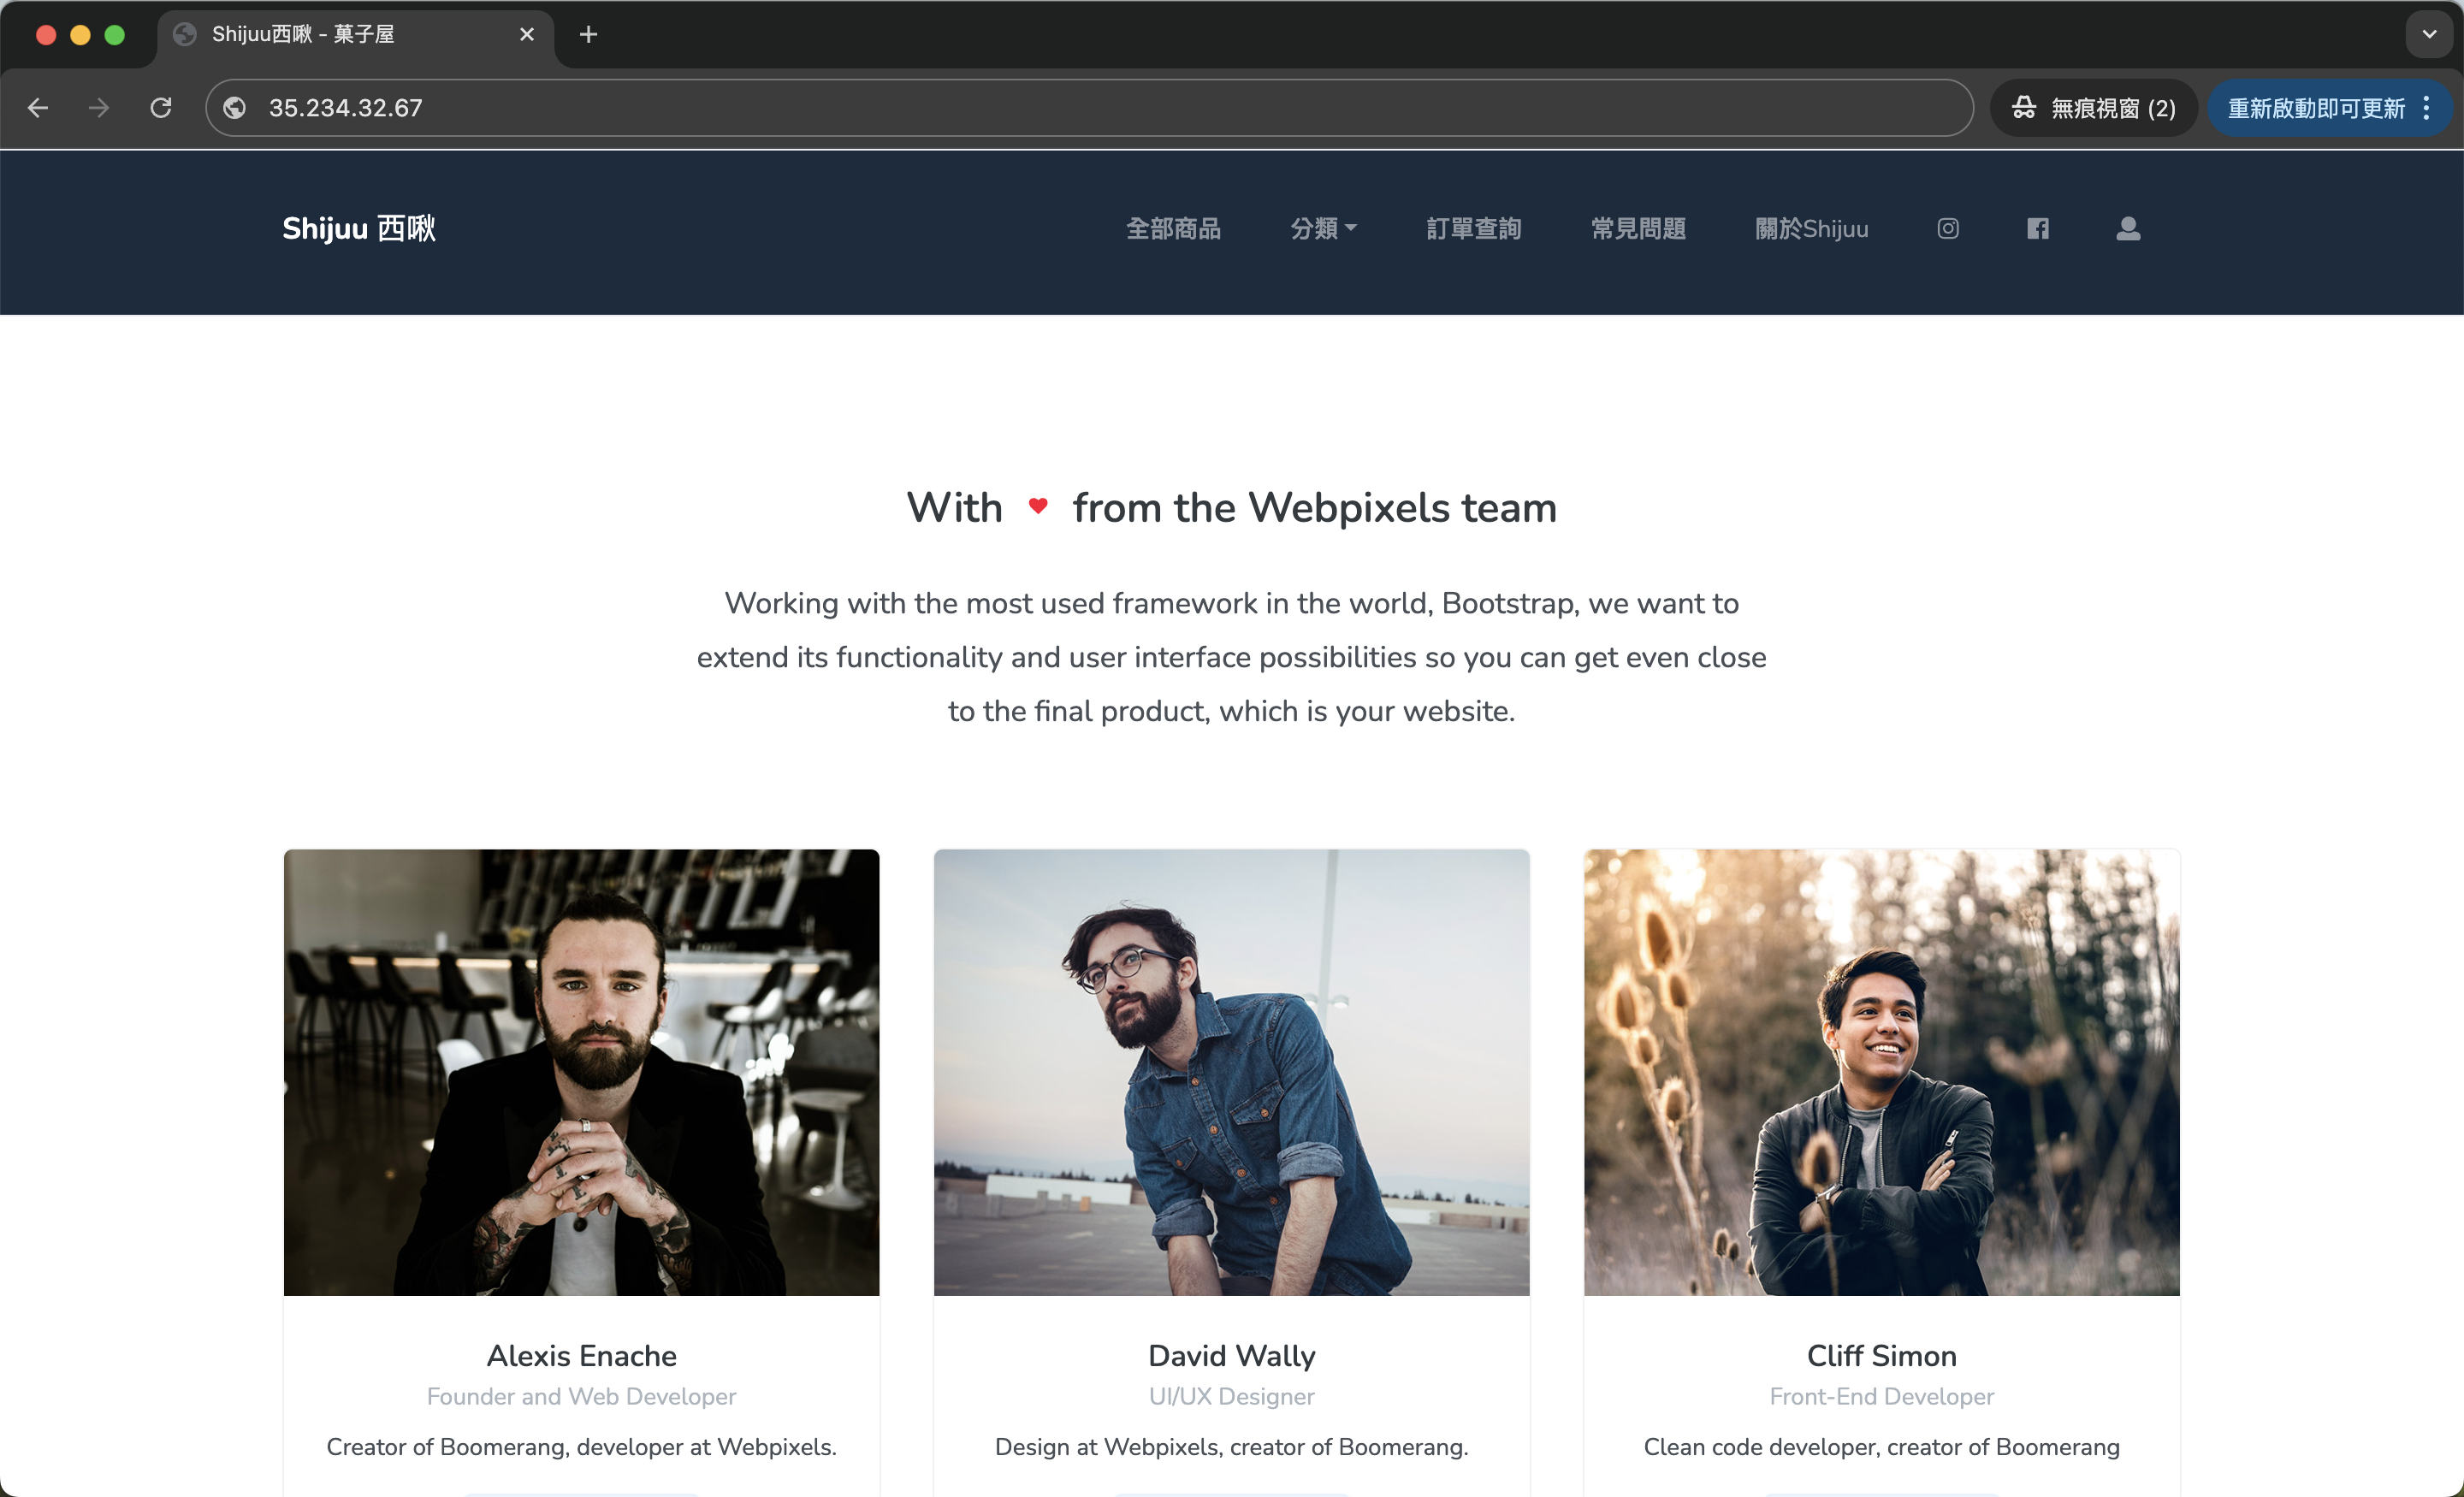 Shijuu西啾 - 菓子屋
35.234.32.67
無痕視窗 (2)
重新啟動即可更新
Shijuu 西啾
全部商品
分類
訂單查詢
常見問題
關於Shijuu
With ♥ from the Webpixels team
Working with the most used framework in the world, Bootstrap, we want to
extend its functionality and user interface possibilities so you can get even close
to the final product, which is your website.
Alexis Enache
Founder and Web Developer
Creator of Boomerang, developer at Webpixels.
David Wally
UI/UX Designer
Design at Webpixels, creator of Boomerang.
Cliff Simon
Front-End Developer
Clean code developer, creator of Boomerang